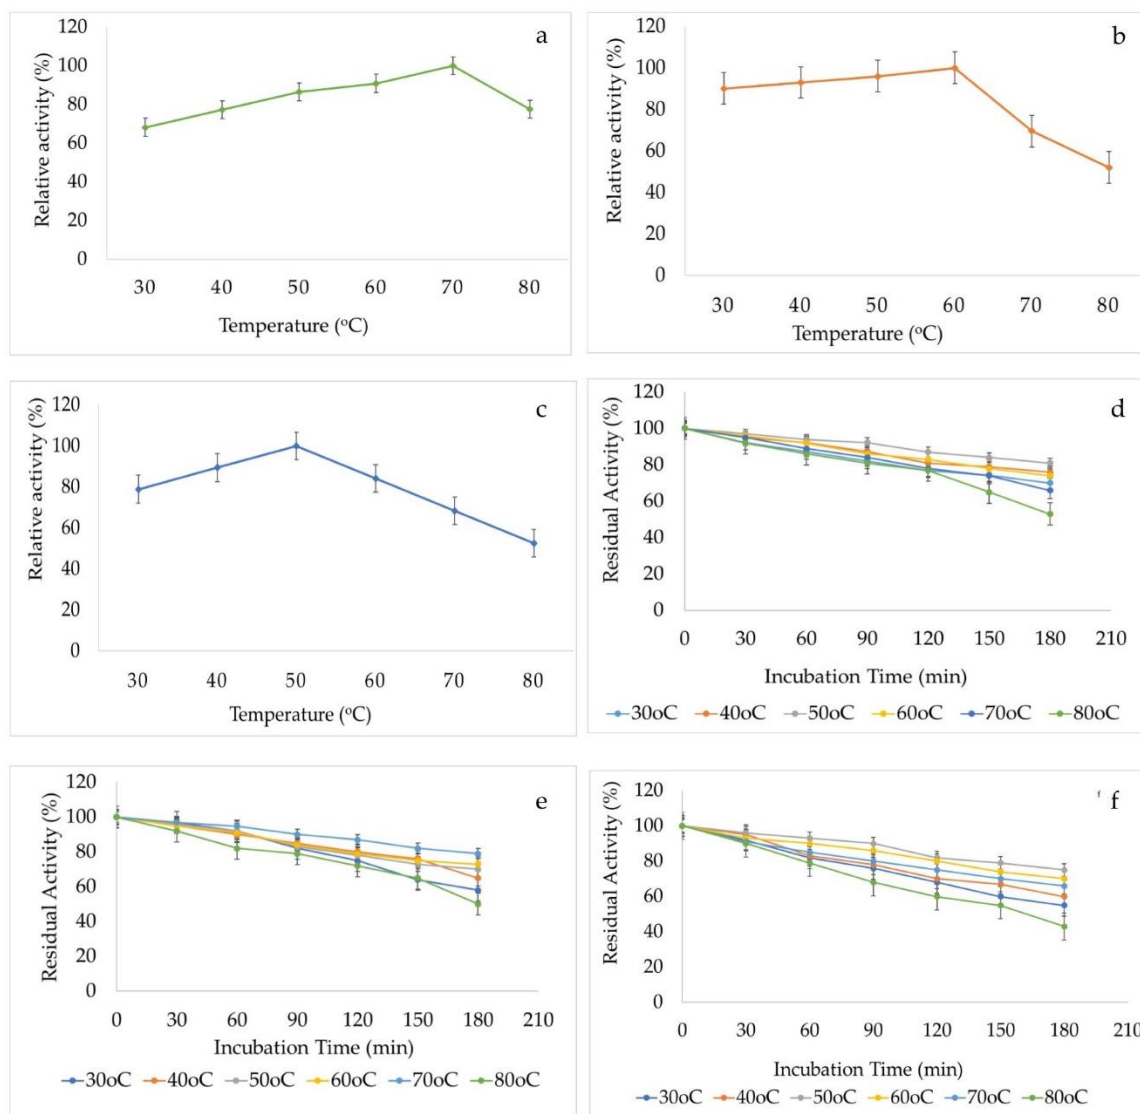 a
Relative activity (%)
120
100
80
60
40
20
0
30 40 50 60 70 80
Temperature (ºC)
b
Relative activity (%)
120
100
80
60
40
20
0
30 40 50 60 70 80
Temperature (ºC)
c
Relative activity (%)
120
100
80
60
40
20
0
30 40 50 60 70 80
Temperature (ºC)
d
Residual Activity (%)
120
100
80
60
40
20
0
0 30 60 90 120 150 180 210
Incubation Time (min)
30oC 40oC 50oC 60oC 70oC 80oC
e
Residual Activity (%)
120
100
80
60
40
20
0
0 30 60 90 120 150 180 210
Incubation Time (min)
30oC 40oC 50oC 60oC 70oC 80oC
f f
Residual Activity (%)
120
100
80
60
40
20
0
0 30 60 90 120 150 180 210
Incubation Time (min)
30oC 40oC 50oC 60oC 70oC 80oC